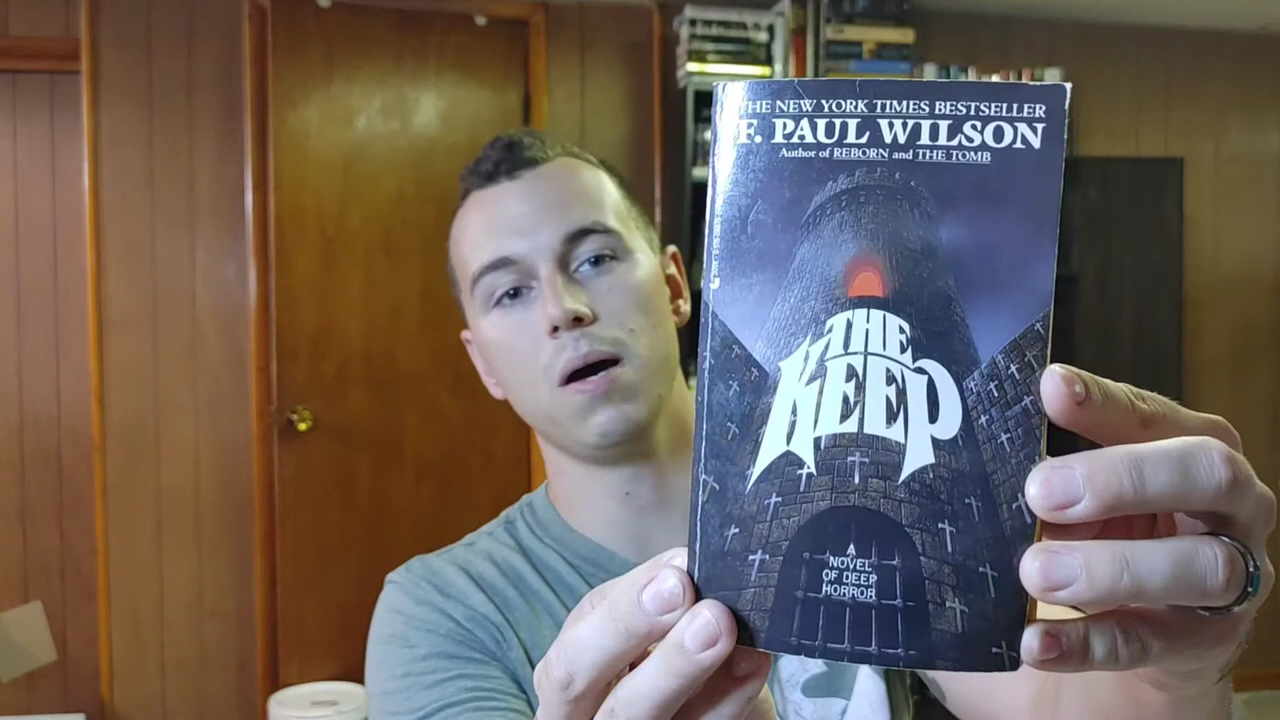 THE NEW YORK TIMES BESTSELLER
F. PAUL WILSON
Author of REBORN and THE TOMB
THE
KEEP
A
NOVEL
OF DEEP
HORROR